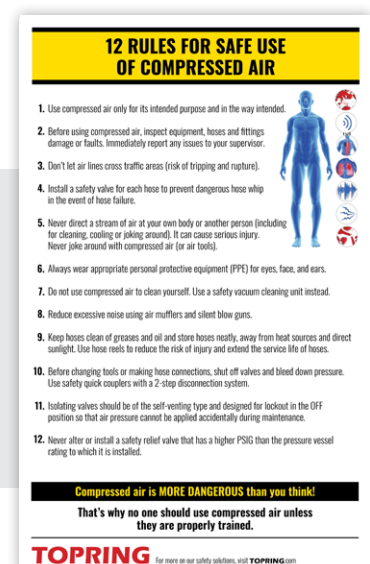 12 RULES FOR SAFE USE
OF COMPRESSED AIR
1. Use compressed air only for its intended purpose and in the way intended.
2. Before using compressed air, inspect equipment, hoses and fittings
damage or faults. Immediately report any issues to your supervisor.
3. Don't let air lines cross traffic areas (risk of tripping and rupture).
4. Install a safety valve for each hose to prevent dangerous hose whip
in the event of hose failure.
5. Never direct a stream of air at your own body or another person (including
for cleaning, cooling or joking around). It can cause serious injury.
Never joke around with compressed air (or air tools).
6. Always wear appropriate personal protective equipment (PPE) for eyes, face, and ears.
7. Do not use compressed air to clean yourself. Use a safety vacuum cleaning unit instead.
8. Reduce excessive noise using air mufflers and silent blow guns.
9. Keep hoses clean of greases and oil and store hoses neatly, away from heat sources and direct
sunlight. Use hose reels to reduce the risk of injury and extend the service life of hoses.
10. Before changing tools or making hose connections, shut off valves and bleed down pressure.
Use safety quick couplers with a 2-step disconnection system.
11. Isolating valves should be of the self-venting type and designed for lockout in the OFF
position so that air pressure cannot be applied accidentally during maintenance.
12. Never alter or install a safety relief valve that has a higher PSIG than the pressure vessel
rating to which it is installed.
Compressed air is MORE DANGEROUS than you think!
That's why no one should use compressed air unless
they are properly trained.
TOPRING For more on our safety solutions, visit TOPRING.com